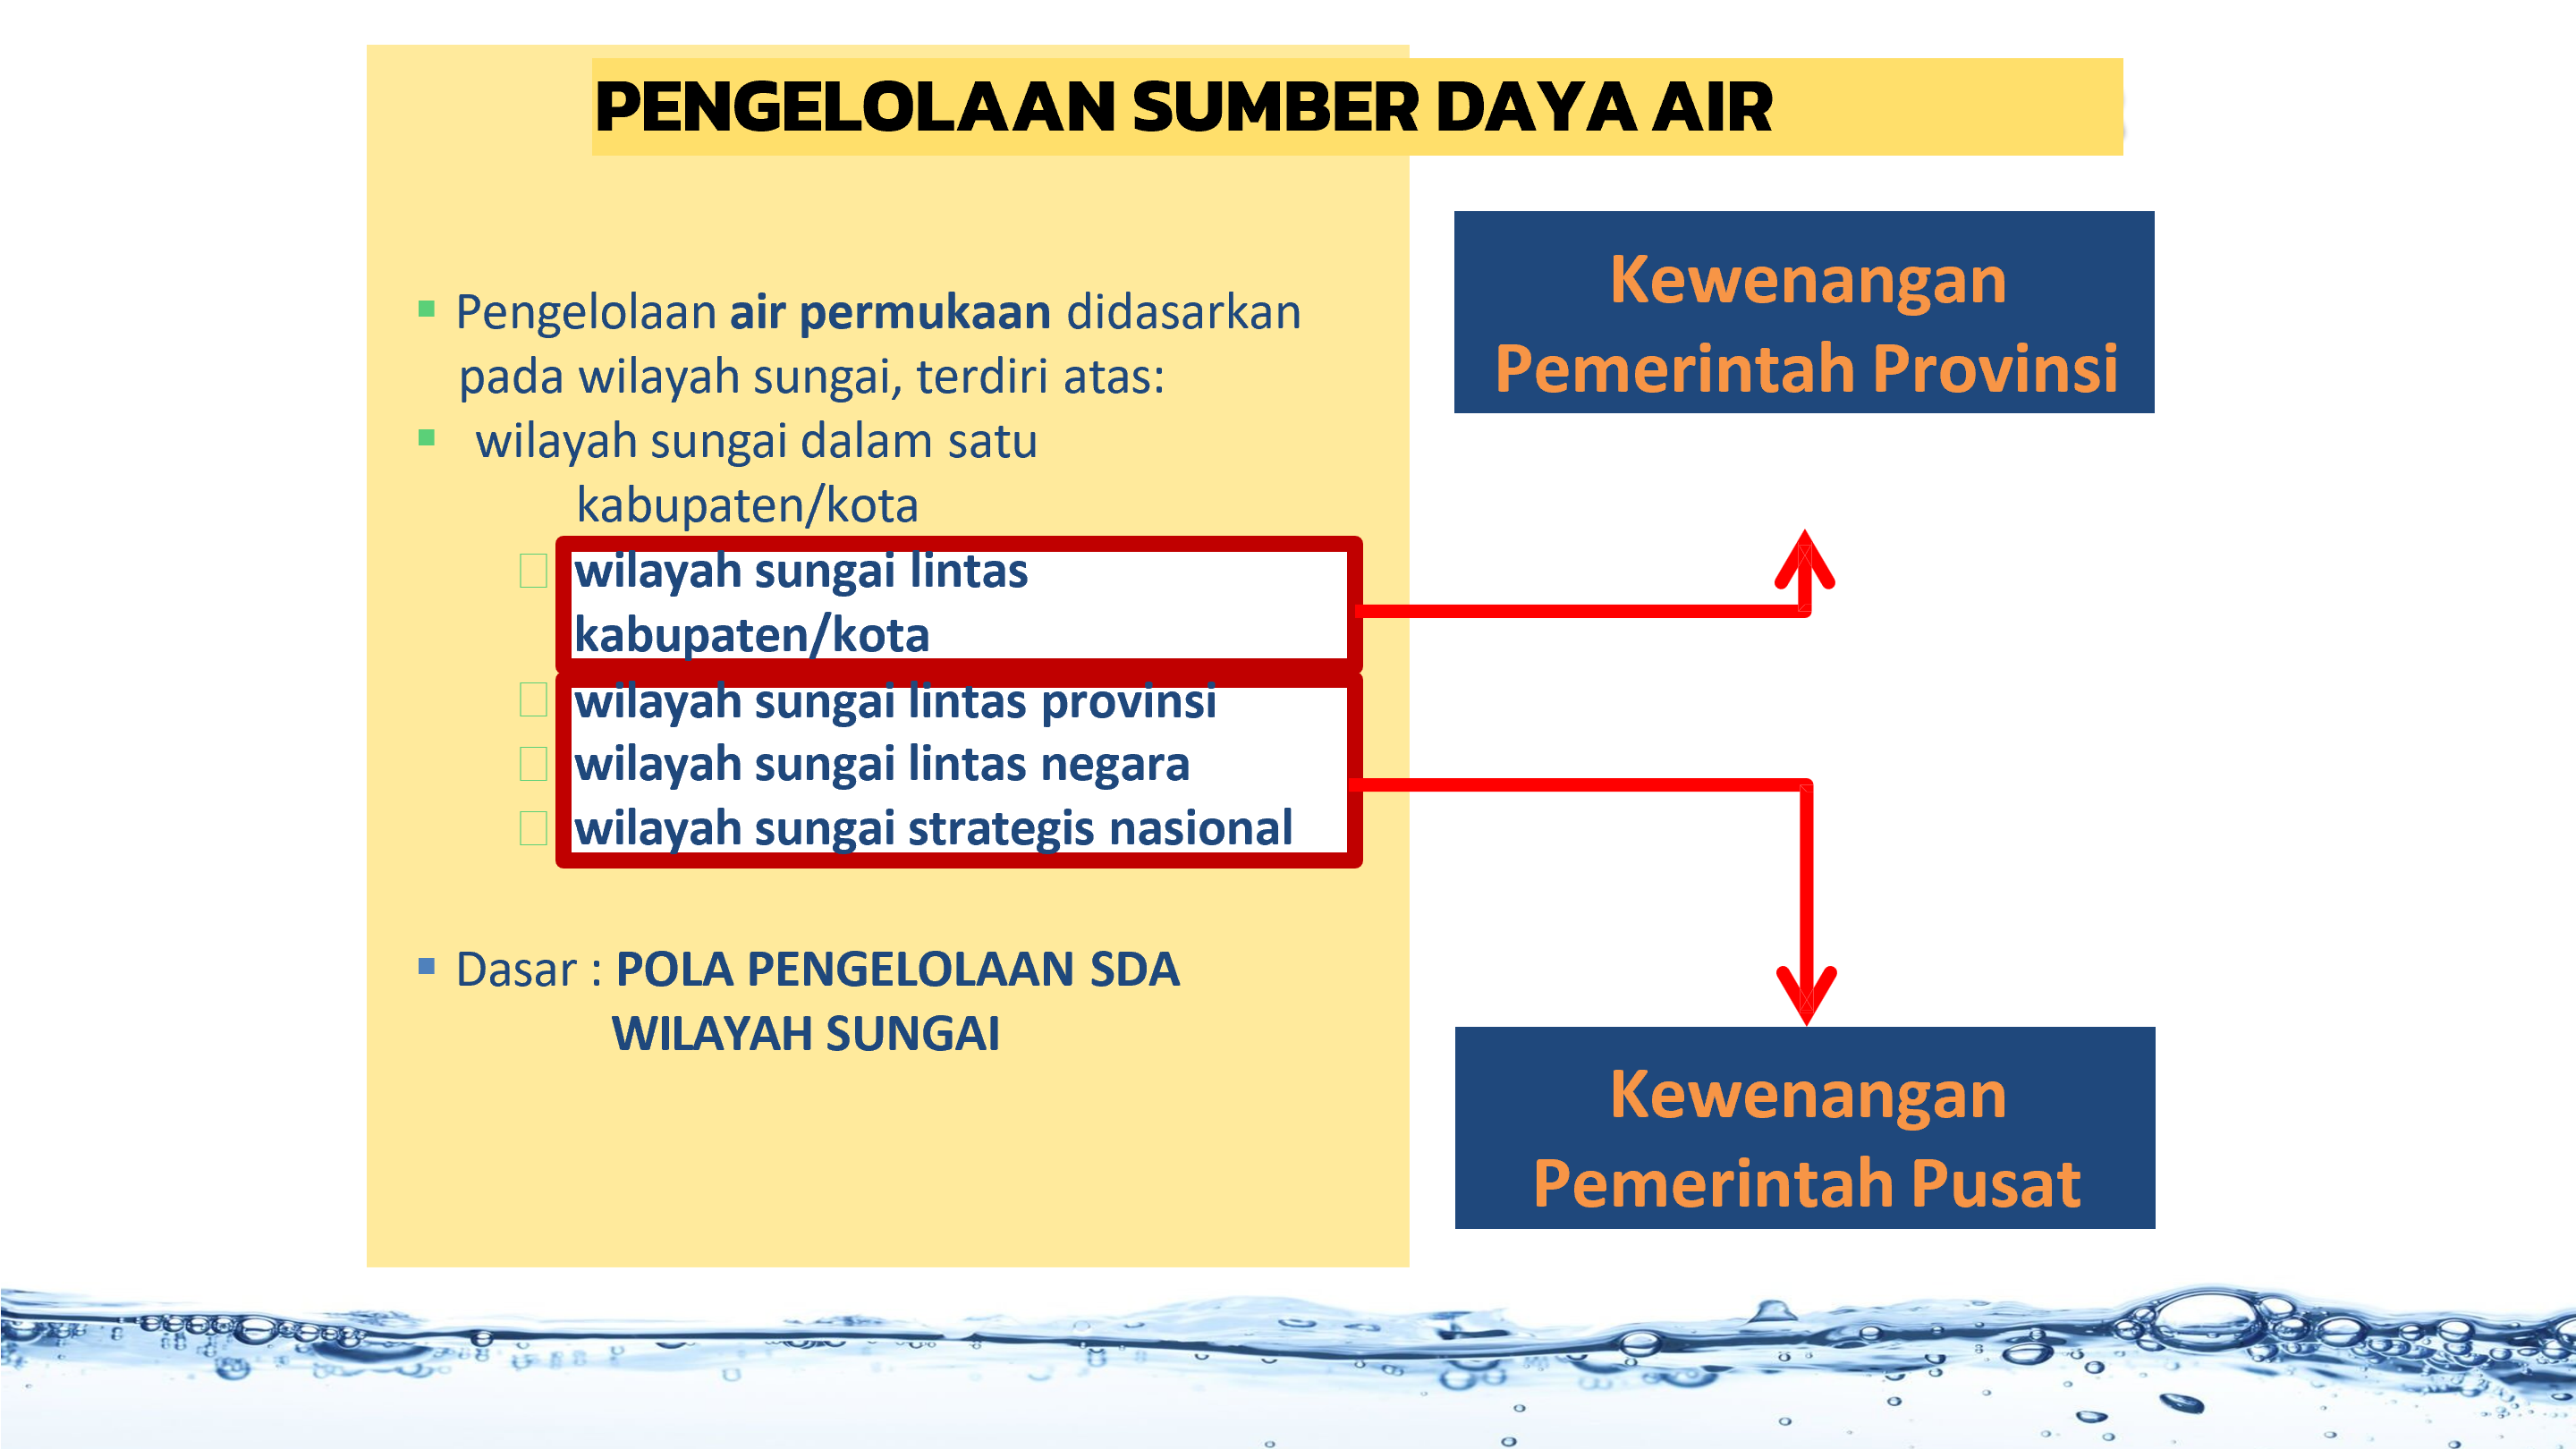 PENGELOLAAN SUMBER DAYA AIR
Pengelolaan air permukaan didasarkan
pada wilayah sungai, terdiri atas:
wilayah sungai dalam satu
kabupaten/kota
wilayah sungai lintas
kabupaten/kota
wilayah sungai lintas provinsi
wilayah sungai lintas negara
wilayah sungai strategis nasional
Dasar : POLA PENGELOLAAN SDA
WILAYAH SUNGAI
Kewenangan
Pemerintah Provinsi
Kewenangan
Pemerintah Pusat